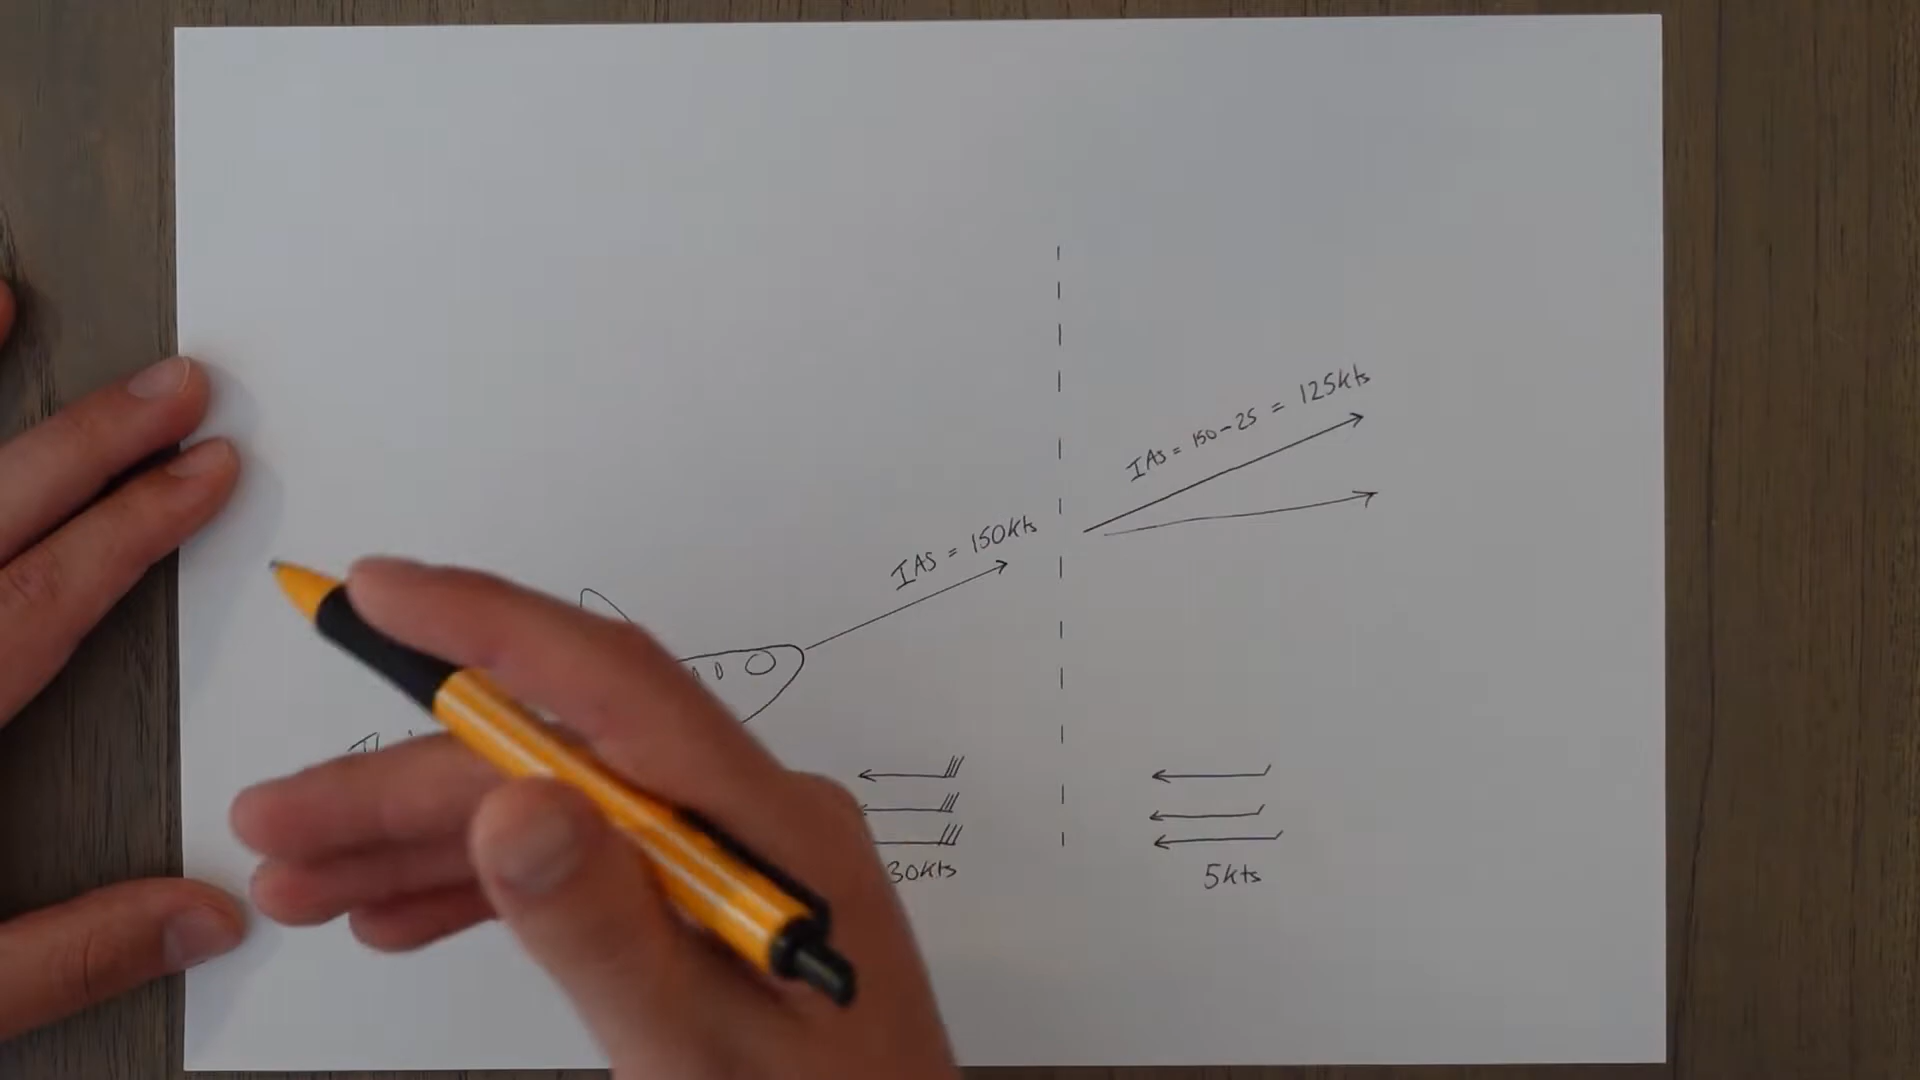 IAS = 150-25 = 125kts
IAS = 150kts
30kts
5kts